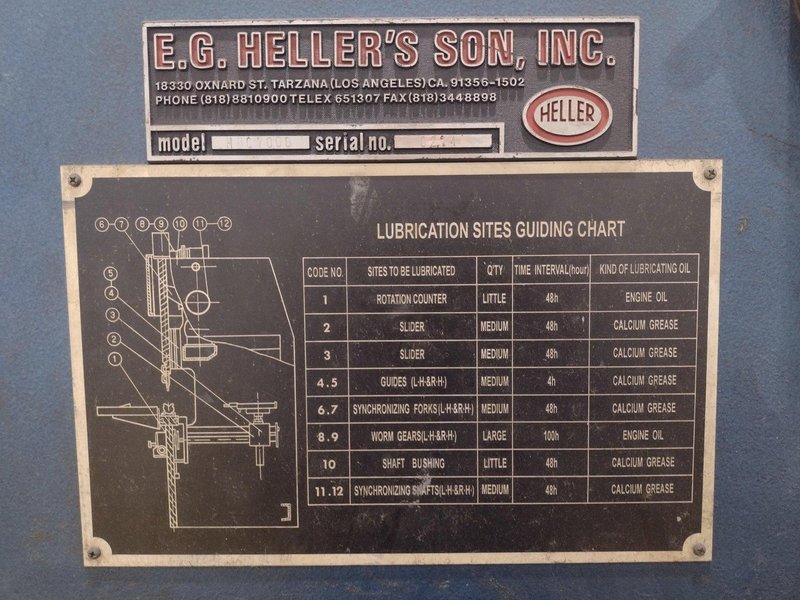 E.G. HELLER'S SON, INC.
18330 OXNARD ST. TARZANA (LOS ANGELES) CA. 91356-1502
PHONE (818) 8810900 TELEX 651307 FAX (818) 3448898
HELLER
model serial no.
LUBRICATION SITES GUIDING CHART
6 7 8 9 10 11 12
5
4
3
2
1
CODE NO. SITES TO BE LUBRICATED Q'TY TIME INTERVAL(hour) KIND OF LUBRICATING OIL
1 ROTATION COUNTER LITTLE 48h ENGINE OIL
2 SLIDER MEDIUM 48h CALCIUM GREASE
3 SLIDER MEDIUM 48h CALCIUM GREASE
4.5 GUIDES (L·H·&R·H·) MEDIUM 4h CALCIUM GREASE
6.7 SYNCHRONIZING FORKS(L·H·&R·H·) MEDIUM 48h CALCIUM GREASE
8.9 WORM GEARS(L·H·&R·H·) LARGE 100h ENGINE OIL
10 SHAFT BUSHING LITTLE 48h CALCIUM GREASE
11.12 SYNCHRONIZING SHAFTS(L·H·&R·H·) MEDIUM 48h CALCIUM GREASE